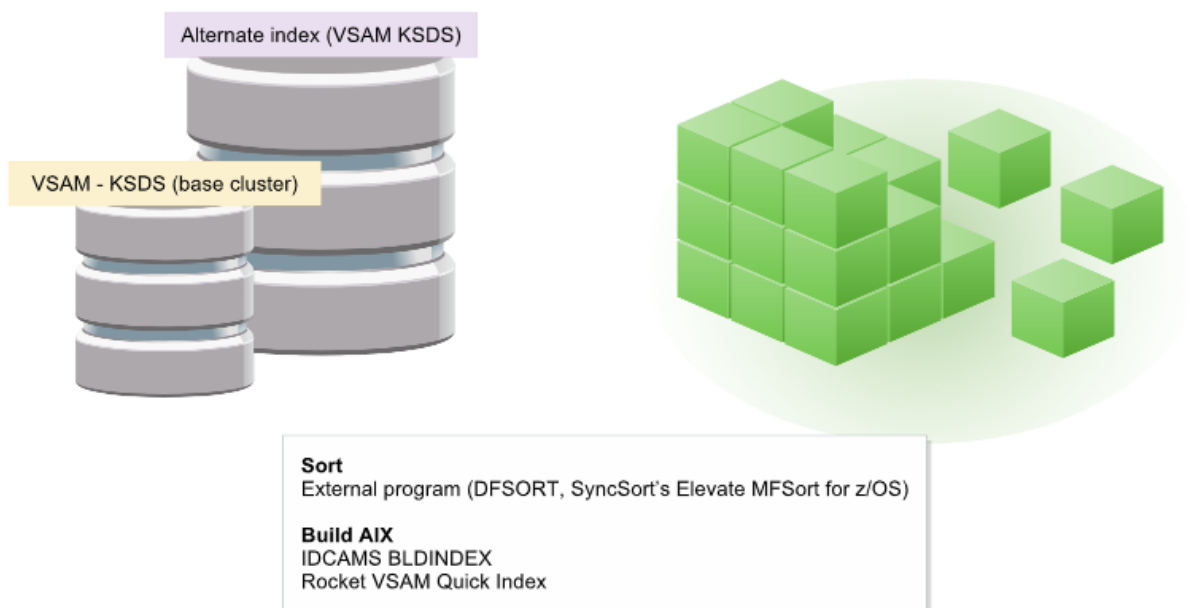 Alternate index (VSAM KSDS)
VSAM - KSDS (base cluster)
Sort
External program (DFSORT, SyncSort's Elevate MFSort for z/OS)
Build AIX
IDCAMS BLDINDEX
Rocket VSAM Quick Index